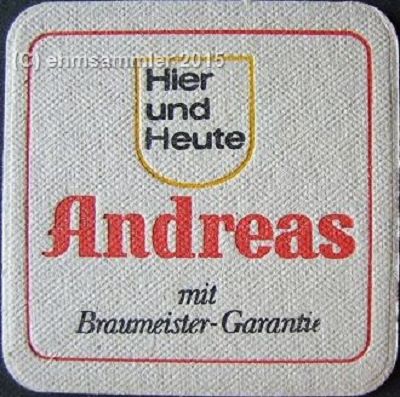 (C) ehmsammler 2015
Hier
und
Heute
Andreas
mit
Braumeister-Garantie